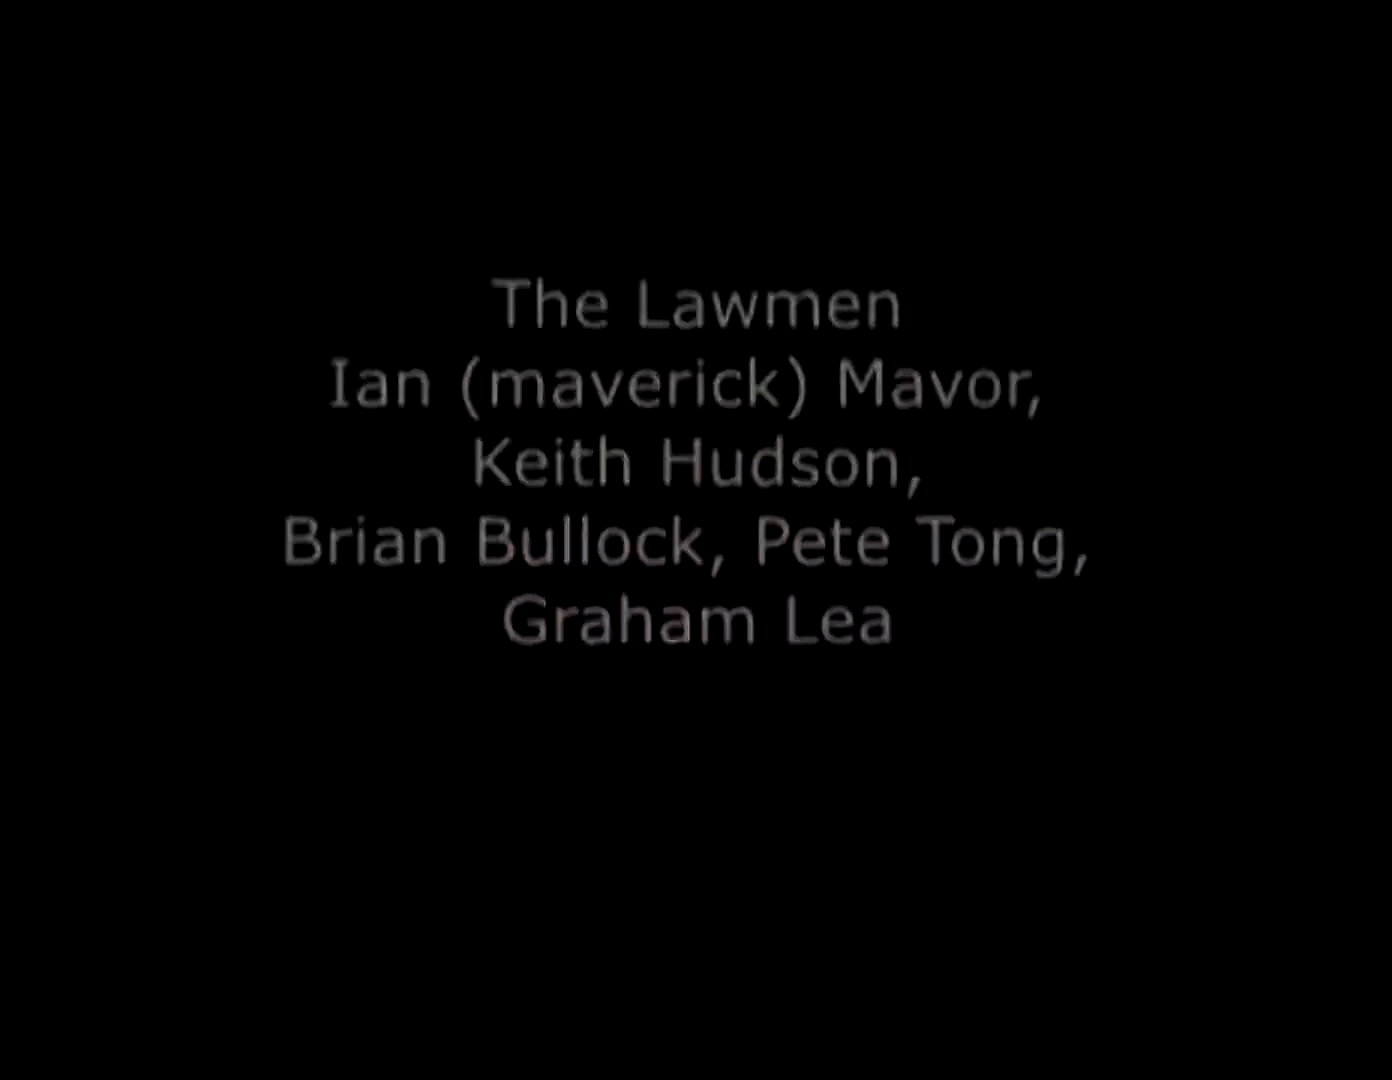 The Lawmen
Ian (maverick) Mavor,
Keith Hudson,
Brian Bullock, Pete Tong,
Graham Lea